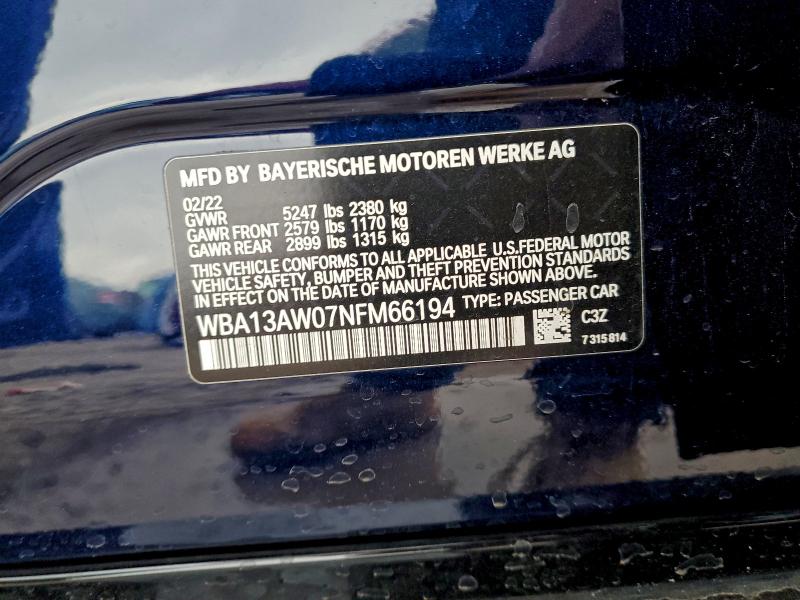 MFD BY BAYERISCHE MOTOREN WERKE AG
02/22
GVWR 5247 lbs 2380 kg
GAWR FRONT 2579 lbs 1170 kg
GAWR REAR 2899 lbs 1315 kg
THIS VEHICLE CONFORMS TO ALL APPLICABLE U.S.FEDERAL MOTOR
VEHICLE SAFETY, BUMPER AND THEFT PREVENTION STANDARDS
IN EFFECT ON THE DATE OF MANUFACTURE SHOWN ABOVE.
WBA13AW07NFM66194 TYPE: PASSENGER CAR
C3Z
7315814